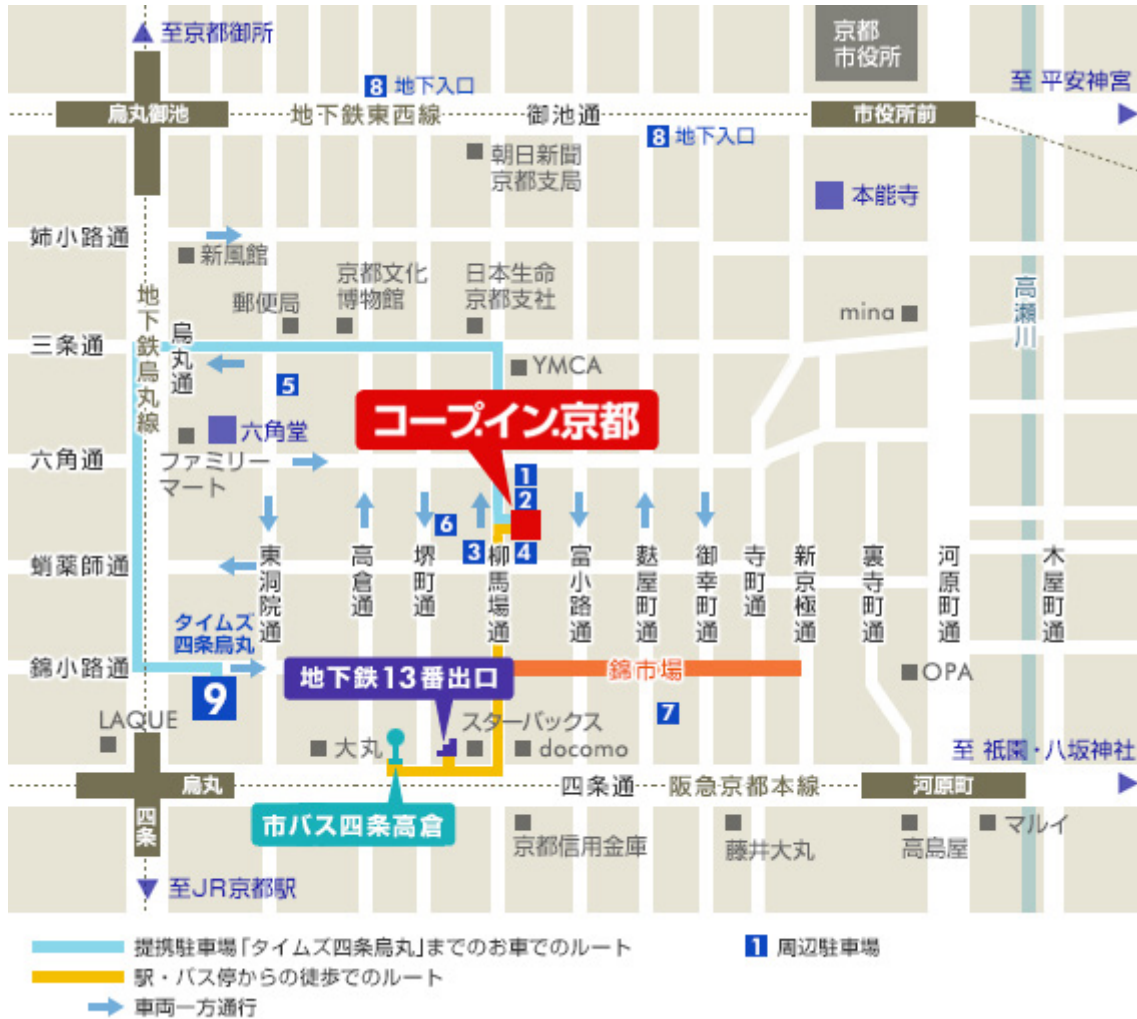 至京都御所
京都
市役所
8 地下入口
至 平安神宮
烏丸御池
地下鉄東西線
御池通
市役所前
8 地下入口
朝日新聞
京都支局
本能寺
姉小路通
新風館
京都文化
博物館
日本生命
京都支社
地下鉄烏丸線
郵便局
高瀬川
mina
三条通
烏丸通
YMCA
5
コープ.イン.京都
六角堂
六角通
ファミリー
マート
1
2
6
3
4
蛸薬師通
東洞院通
高倉通
堺町通
柳馬場通
富小路通
麩屋町通
御幸町通
寺町通
新京極通
裏寺町通
河原町通
木屋町通
タイムズ
四条烏丸
錦小路通
9
地下鉄13番出口
錦市場
OPA
7
LAQUE
大丸
スターバックス
docomo
至 祇園・八坂神社
烏丸
四条通
阪急京都本線
河原町
四条
市バス四条高倉
京都信用金庫
藤井大丸
高島屋
マルイ
至JR京都駅
提携駐車場「タイムズ四条烏丸」までのお車でのルート
1 周辺駐車場
駅・バス停からの徒歩でのルート
車両一方通行